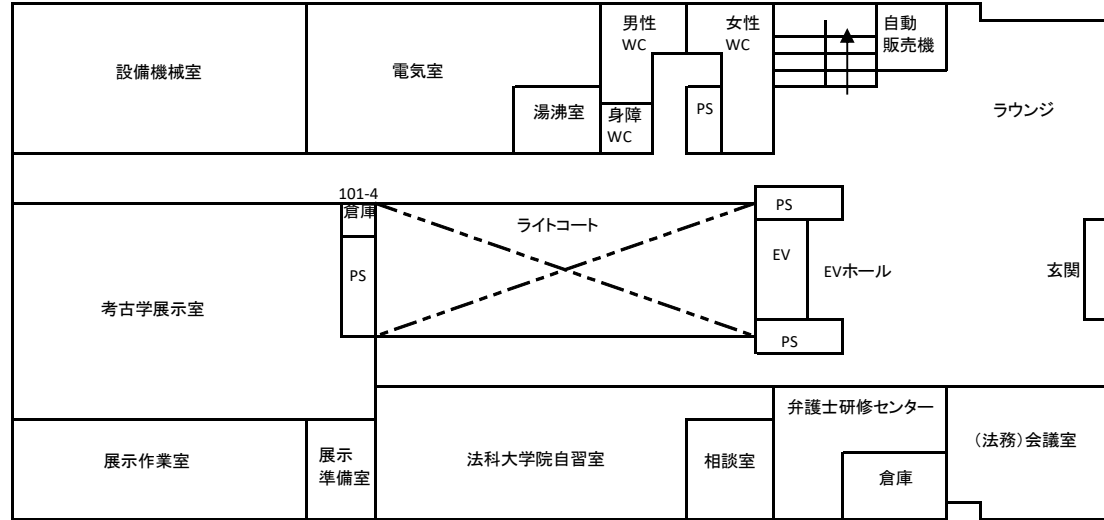 設備機械室
電気室
湯沸室
男性
WC
身障
WC
PS
女性
WC
自動
販売機
ラウンジ
101-4
倉庫
PS
ライトコート
PS
EV
EVホール
PS
玄関
考古学展示室
展示作業室
展示
準備室
法科大学院自習室
相談室
弁護士研修センター
倉庫
(法務)会議室